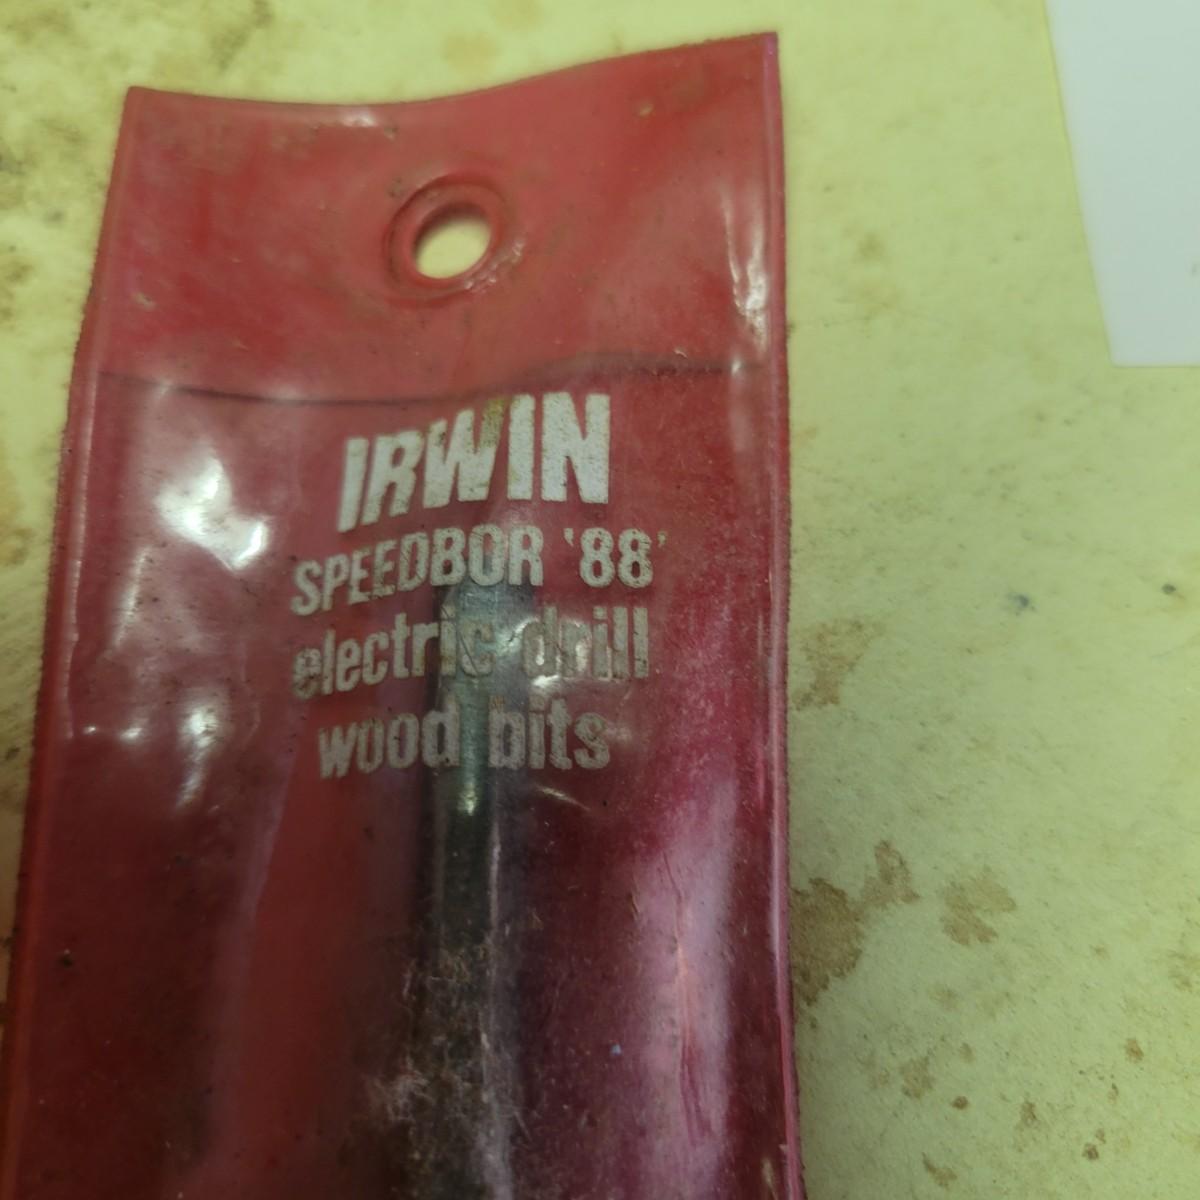 IRWIN
SPEEDBOR '88'
electric drill
wood bits